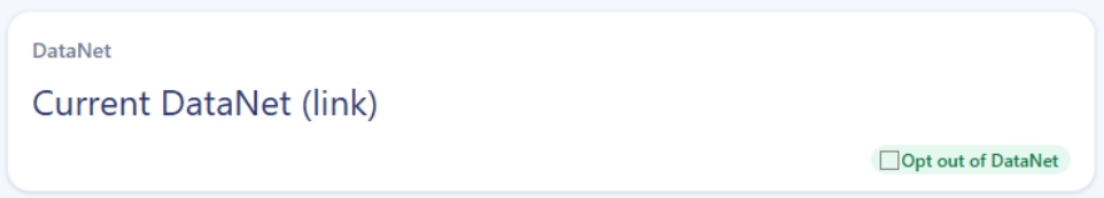 DataNet
Current DataNet (link)
Opt out of DataNet